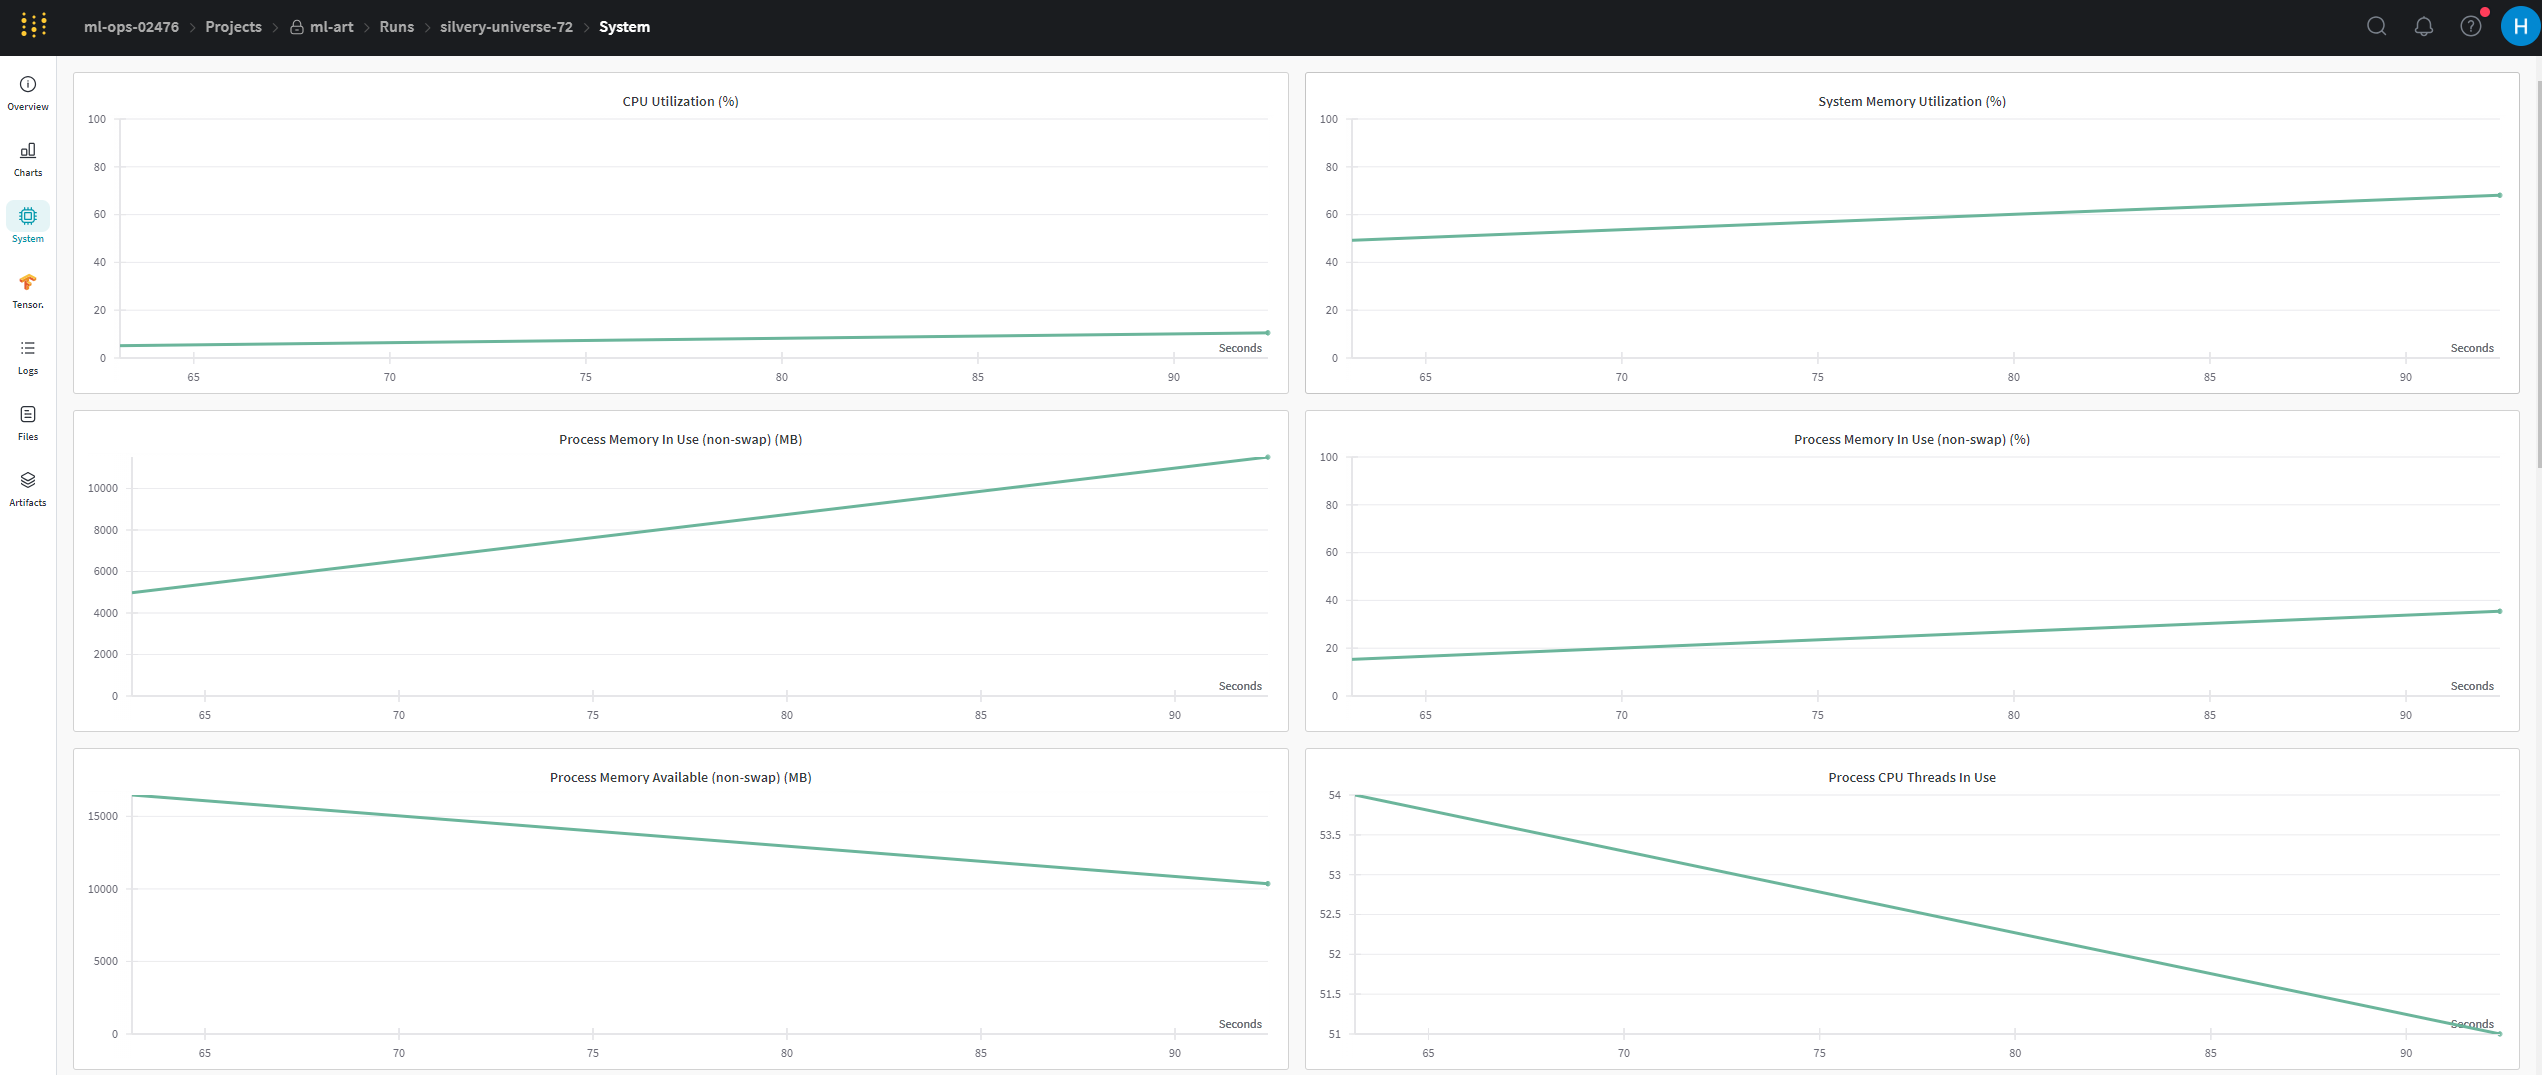 ml-ops-02476 > Projects > ml-art > Runs > silvery-universe-72 > System
H
Overview
Charts
System
Tensor.
Logs
Files
Artifacts
CPU Utilization (%)
100
80
60
40
20
0
Seconds
65 70 75 80 85 90
System Memory Utilization (%)
100
80
60
40
20
0
Seconds
65 70 75 80 85 90
Process Memory In Use (non-swap) (MB)
10000
8000
6000
4000
2000
0
Seconds
65 70 75 80 85 90
Process Memory In Use (non-swap) (%)
100
80
60
40
20
0
Seconds
65 70 75 80 85 90
Process Memory Available (non-swap) (MB)
15000
10000
5000
0
Seconds
65 70 75 80 85 90
Process CPU Threads In Use
54
53.5
53
52.5
52
51.5
51
Seconds
65 70 75 80 85 90